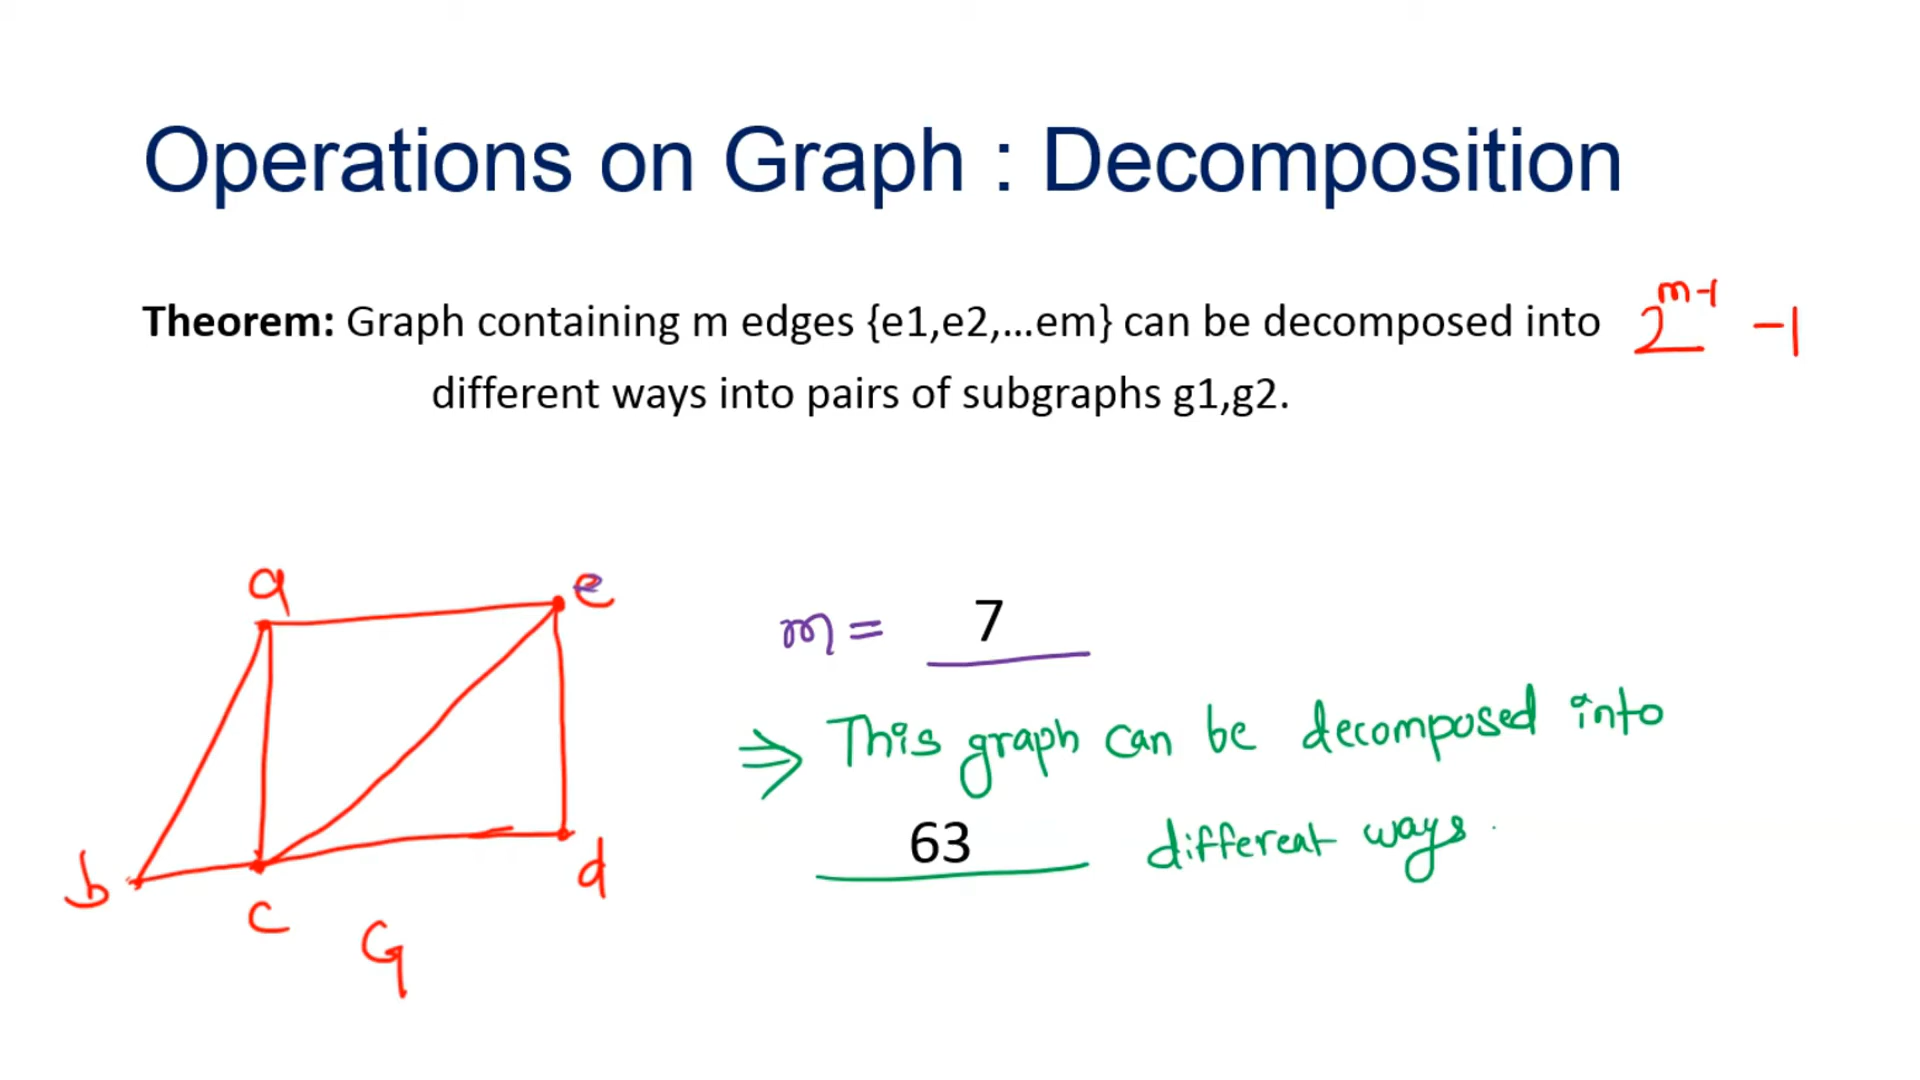 Operations on Graph : Decomposition
Theorem: Graph containing m edges {e1,e2,...em} can be decomposed into 2^{m-1} - 1
different ways into pairs of subgraphs g1,g2.
a
e
m = 7
⇒ This graph can be decomposed into
63 different ways.
b
d
c
G